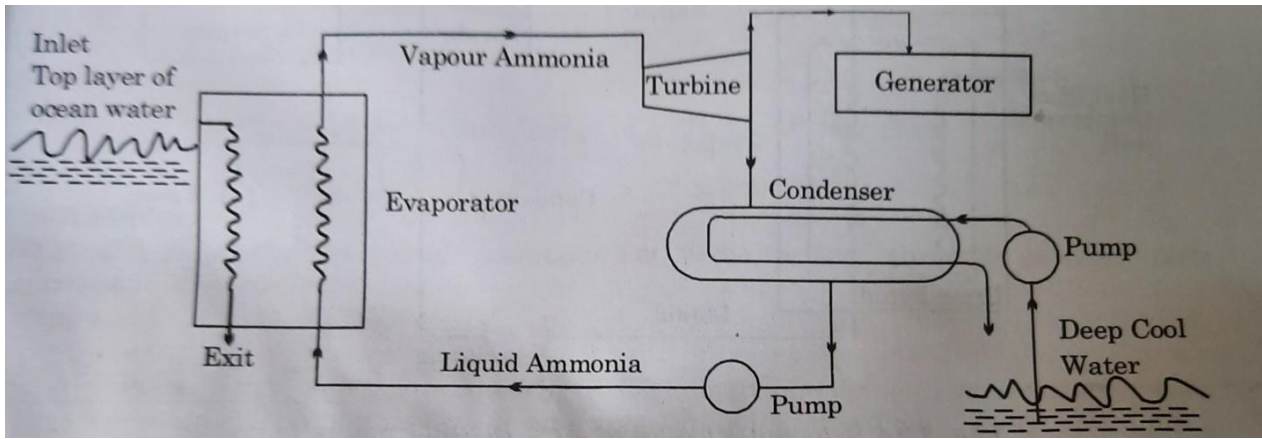 Inlet
Top layer of
ocean water
Vapour Ammonia
Turbine
Generator
Evaporator
Condenser
Pump
Deep Cool
Water
Exit
Liquid Ammonia
Pump